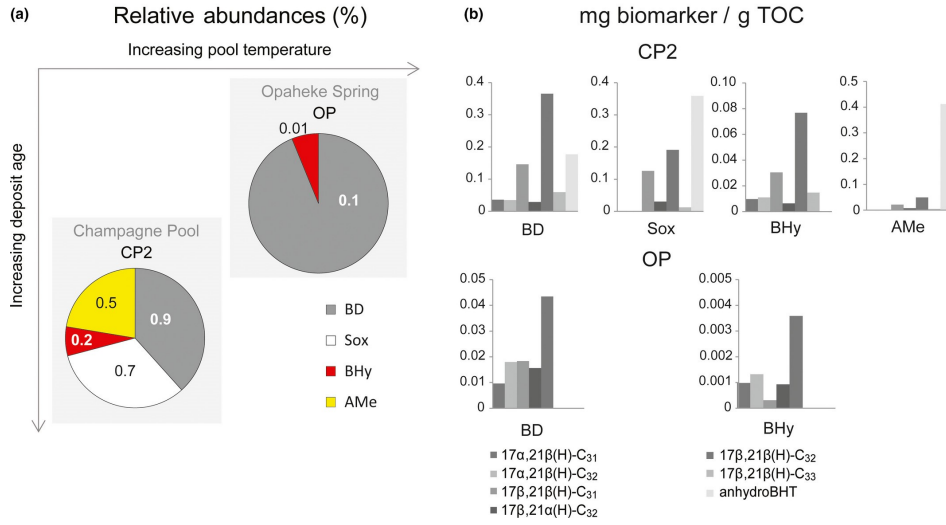 (a) Relative abundances (%)
Increasing pool temperature
Increasing deposit age
Opaheke Spring
OP
0.01
0.1
Champagne Pool
CP2
0.5
0.9
0.2
0.7
BD
Sox
BHy
AMe
(b) mg biomarker / g TOC
CP2
0.4
0.3
0.2
0.1
0
BD
0.4
0.3
0.2
0.1
0
Sox
0.10
0.08
0.06
0.04
0.02
0
BHy
0.5
0.4
0.3
0.2
0.1
0
AMe
OP
0.05
0.04
0.03
0.02
0.01
0
BD
0.005
0.004
0.003
0.002
0.001
0
BHy
17α,21β(H)-C₃₁
17α,21β(H)-C₃₂
17β,21β(H)-C₃₁
17β,21α(H)-C₃₂
17β,21β(H)-C₃₂
17β,21β(H)-C₃₃
anhydroBHT